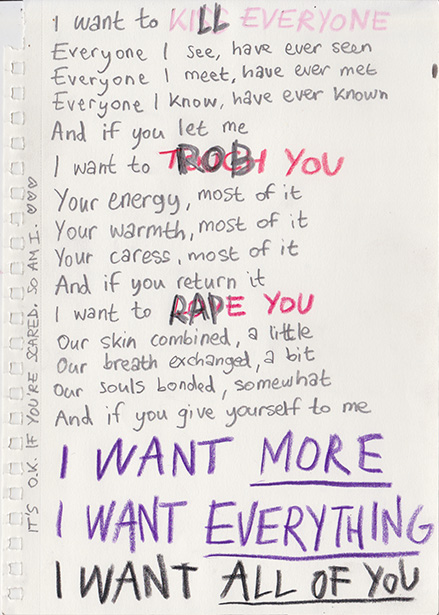 I want to KILL EVERYONE
Everyone I see, have ever seen
Everyone I meet, have ever met
Everyone I know, have ever known
And if you let me
I want to ROB YOU
Your energy, most of it
Your warmth, most of it
Your caress, most of it
And if you return it
I want to RAPE YOU
Our skin combined, a little
Our breath exchanged, a bit
Our souls bonded, somewhat
And if you give yourself to me
I WANT MORE
I WANT EVERYTHING
I WANT ALL OF YOU
IT'S O.K. IF YOU'RE SCARED. SO AM I. ♡♡♡